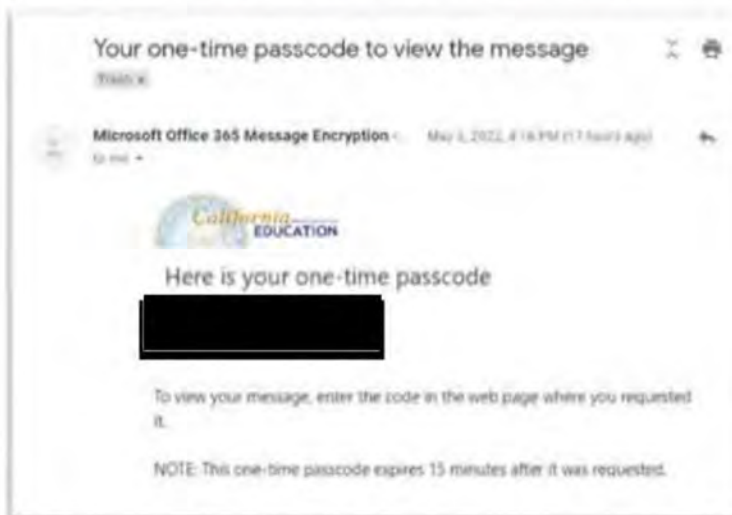 Your one-time passcode to view the message
Trash x
Microsoft Office 365 Message Encryption
May 2022, 4:16 PM (17 hours ago)
to me
California
EDUCATION
Here is your one-time passcode
To view your message, enter the code in the web page where you requested
it.
NOTE: This one-time passcode expires 15 minutes after it was requested.